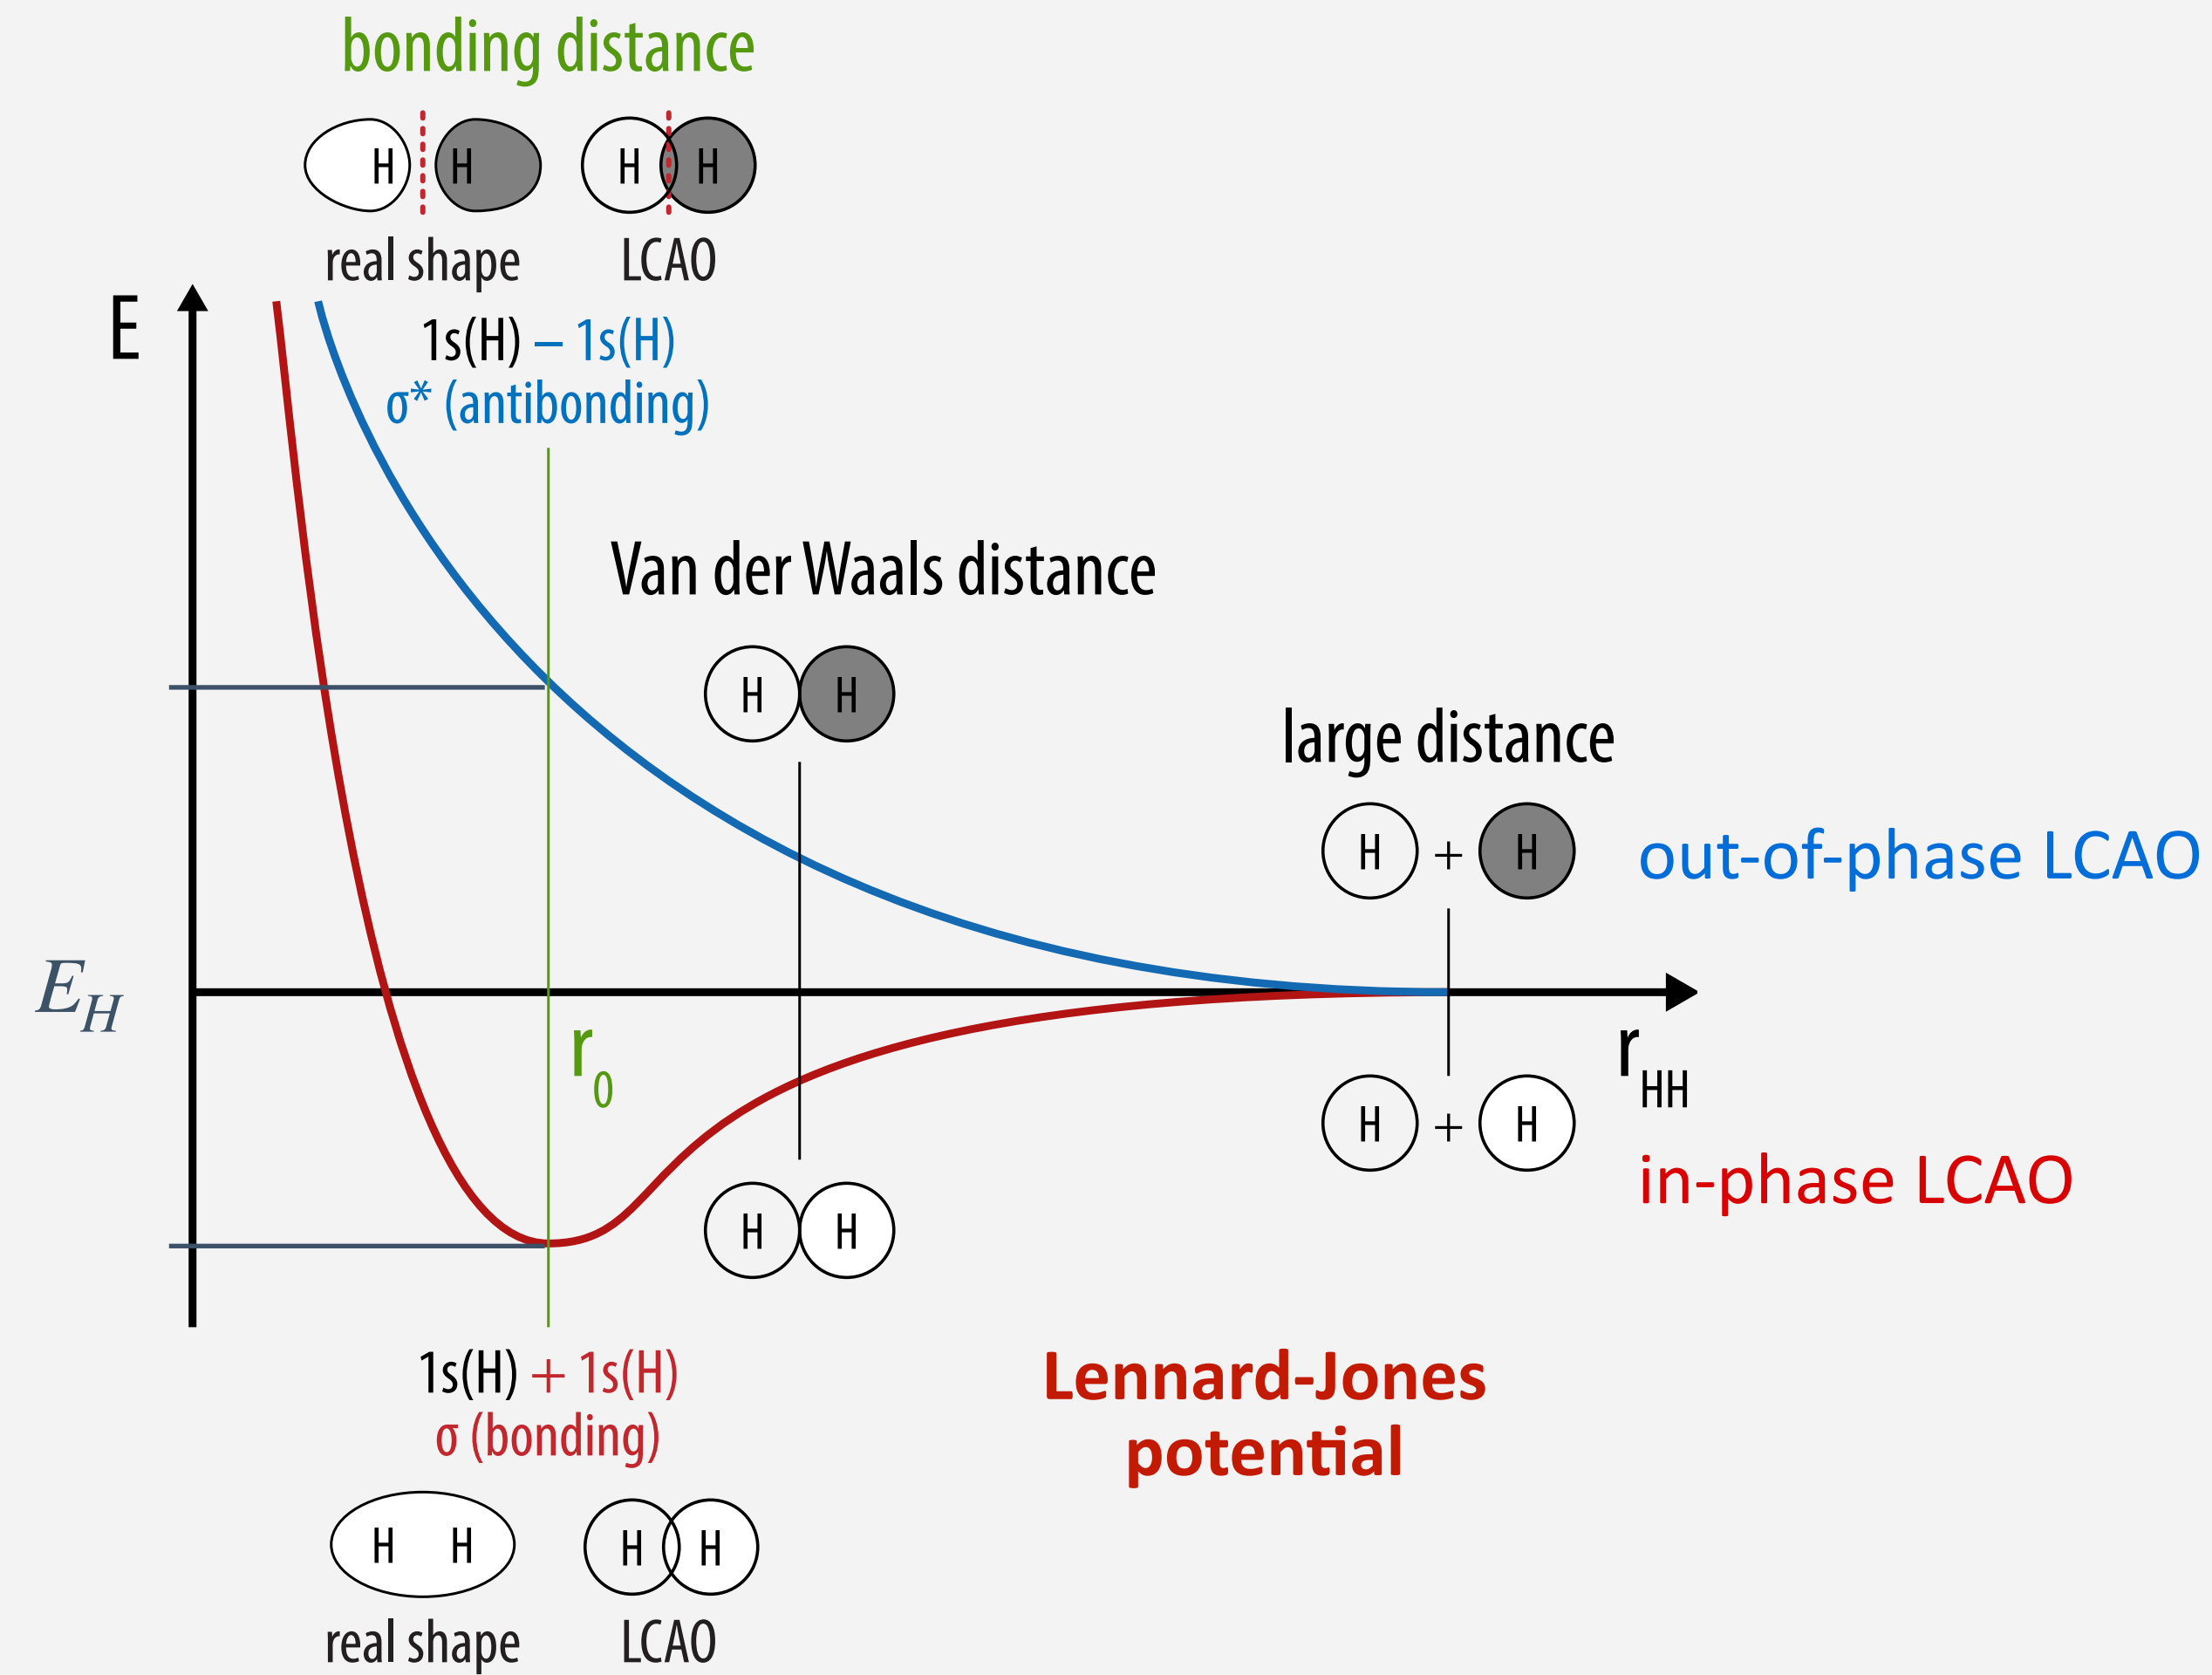 bonding distance
H H H H
real shape LCAO
E
1s(H) – 1s(H)
σ* (antibonding)
Van der Waals distance
H H
large distance
H + H
out-of-phase LCAO
E_H
r_0
r_HH
H + H
in-phase LCAO
H H
1s(H) + 1s(H)
σ (bonding)
Lennard-Jones
potential
H H H H
real shape LCAO